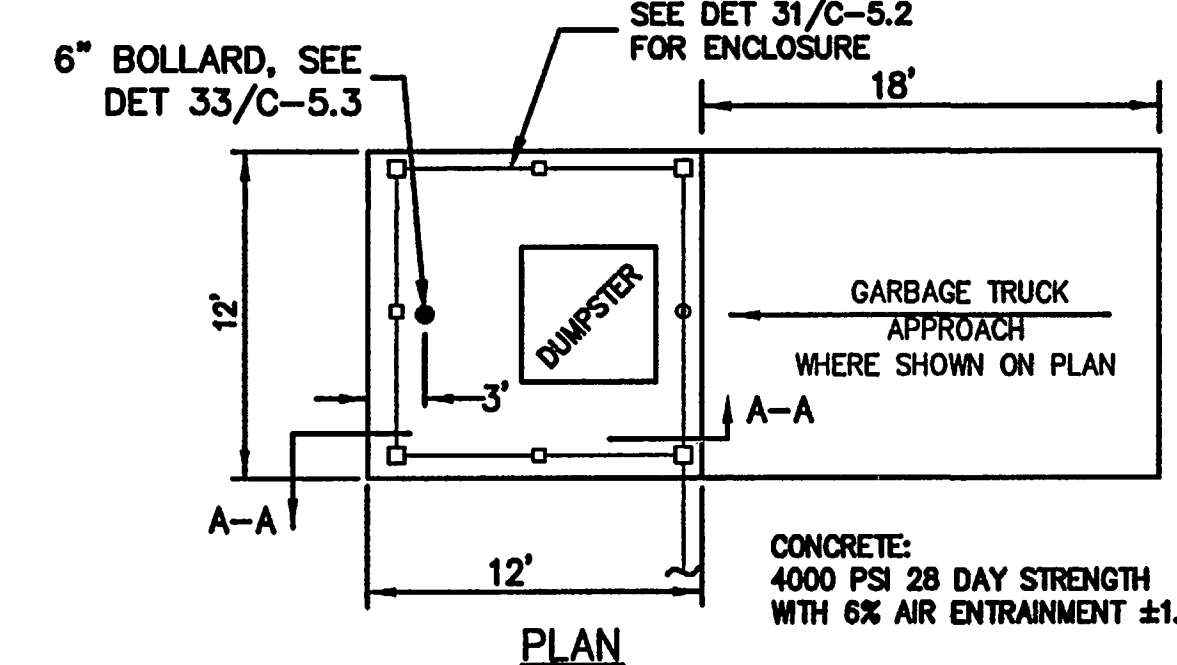 SEE DET 31/C-5.2
FOR ENCLOSURE
6" BOLLARD, SEE
DET 33/C-5.3
18'
12'
DUMPSTER
GARBAGE TRUCK
APPROACH
WHERE SHOWN ON PLAN
3'
A-A
A-A
12'
CONCRETE:
4000 PSI 28 DAY STRENGTH
WITH 6% AIR ENTRAINMENT ±1.
PLAN